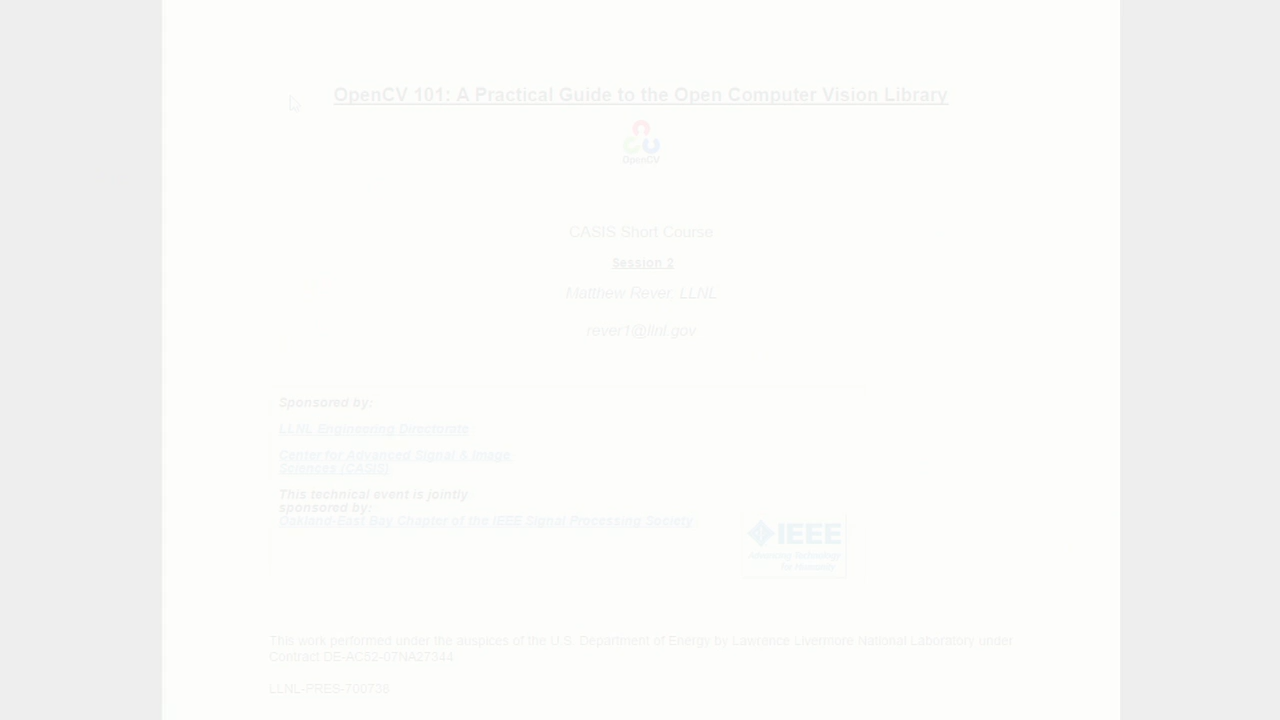 OpenCV 101: A Practical Guide to the Open Computer Vision Library
OpenCV
CASIS Short Course
Session 2
Matthew Rever, LLNL
rever1@llnl.gov
Sponsored by:
LLNL Engineering Directorate
Center for Advanced Signal & Image
Sciences (CASIS)
This technical event is jointly
sponsored by:
Oakland-East Bay Chapter of the IEEE Signal Processing Society
IEEE
Advancing Technology
for Humanity
This work performed under the auspices of the U.S. Department of Energy by Lawrence Livermore National Laboratory under
Contract DE-AC52-07NA27344.
LLNL-PRES-700736